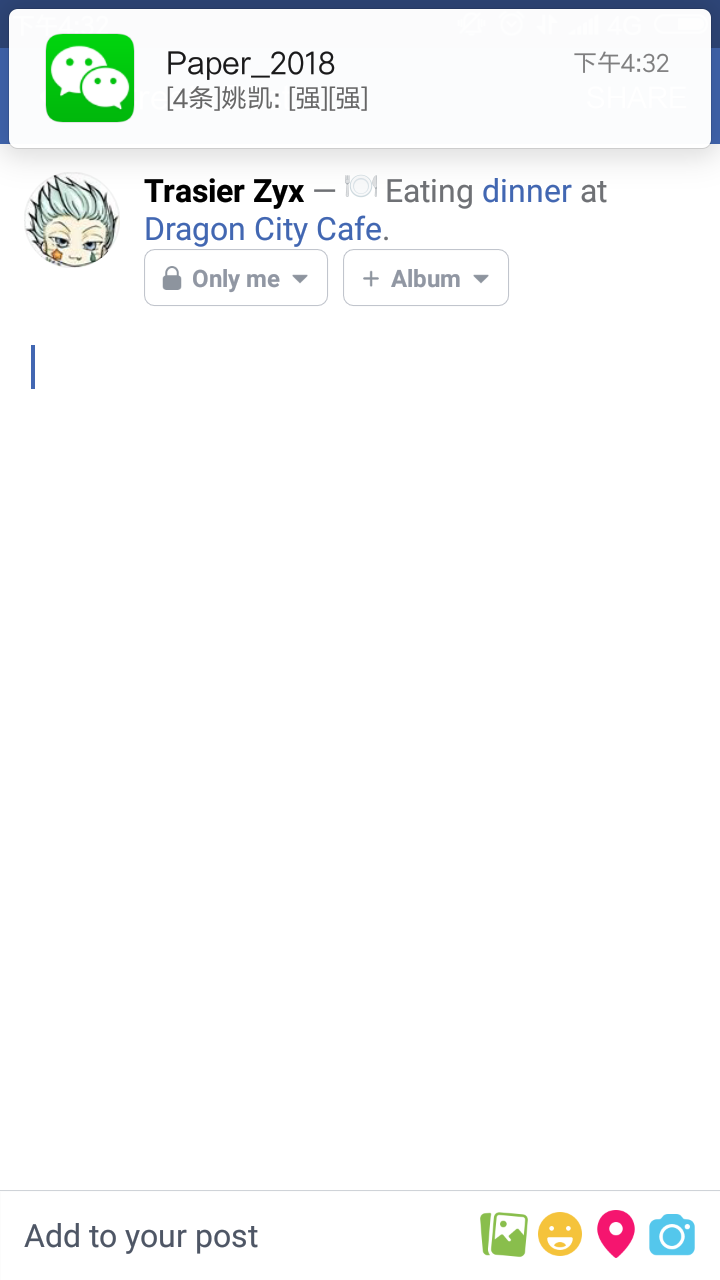 Paper_2018
下午4:32
[4条]姚凯: [强][强]
SHARE
Trasier Zyx — 🍽 Eating dinner at
Dragon City Cafe.
Only me
+ Album
Add to your post